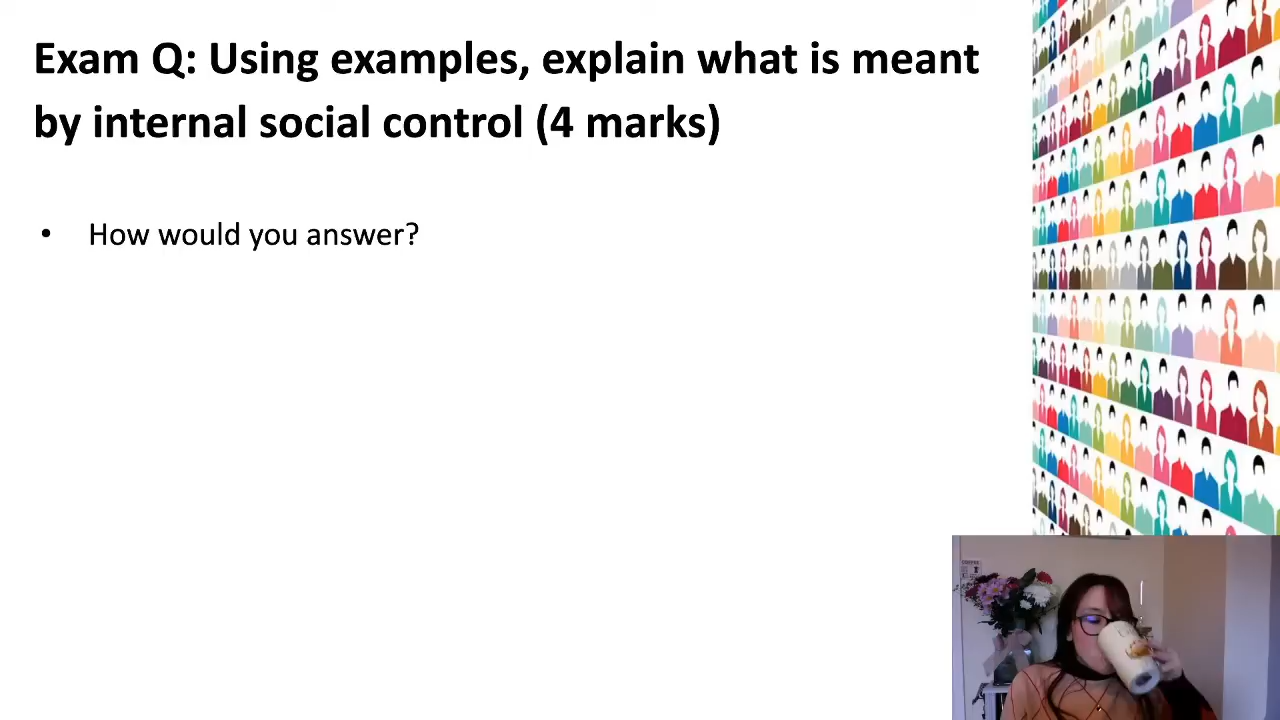 Exam Q: Using examples, explain what is meant
by internal social control (4 marks)
• How would you answer?